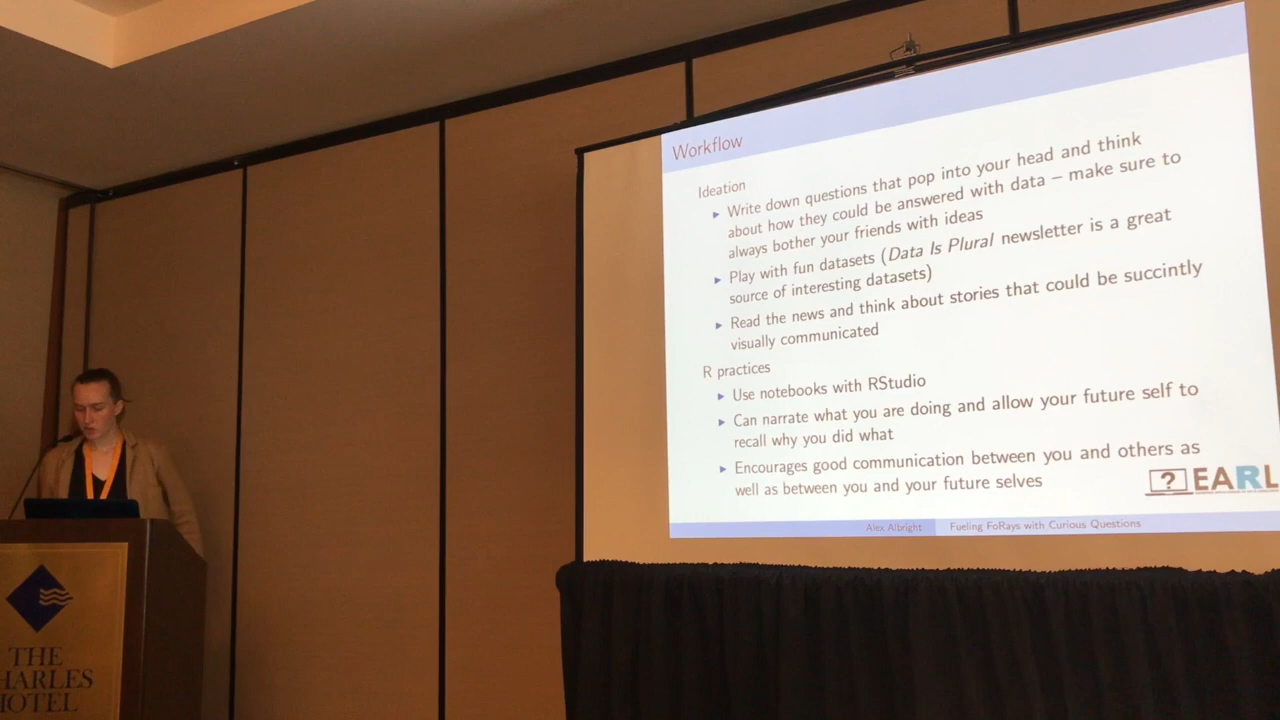 Workflow
Ideation
Write down questions that pop into your head and think
about how they could be answered with data – make sure to
always bother your friends with ideas
Play with fun datasets (Data Is Plural newsletter is a great
source of interesting datasets)
Read the news and think about stories that could be succintly
visually communicated
R practices
Use notebooks with RStudio
Can narrate what you are doing and allow your future self to
recall why you did what
Encourages good communication between you and others as
well as between you and your future selves
? EARL
Alex Albright
Fueling FoRays with Curious Questions
THE
HARLES
HOTEL